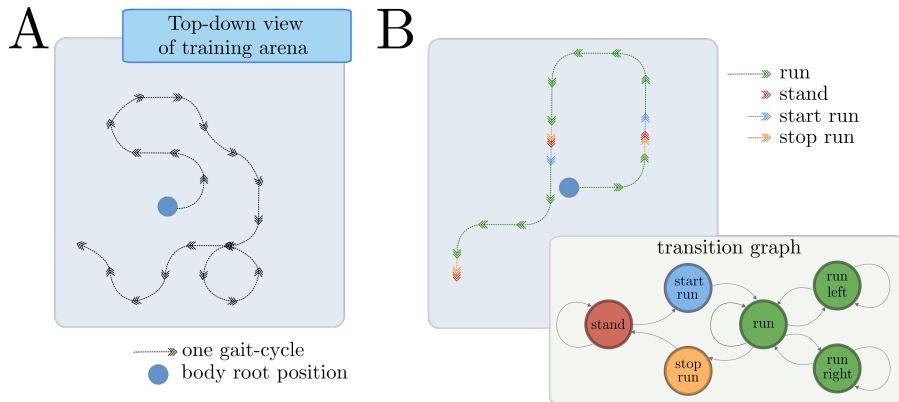 A
Top-down view
of training arena
one gait-cycle
body root position
B
run
stand
start run
stop run
transition graph
start
run
run
left
stand
run
stop
run
run
right